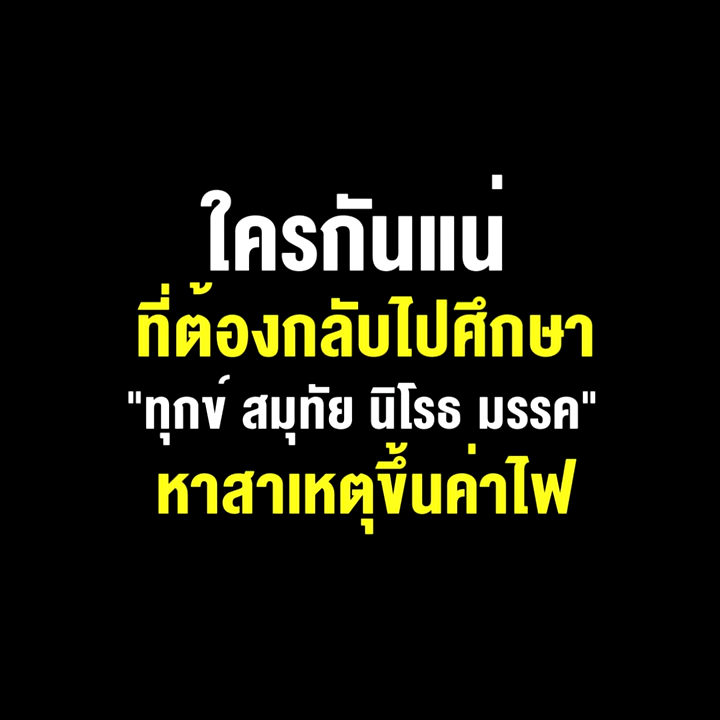 ใครกันแน่
ที่ต้องกลับไปศึกษา
"ทุกข์ สมุทัย นิโรธ มรรค"
หาสาเหตุขึ้นค่าไฟ